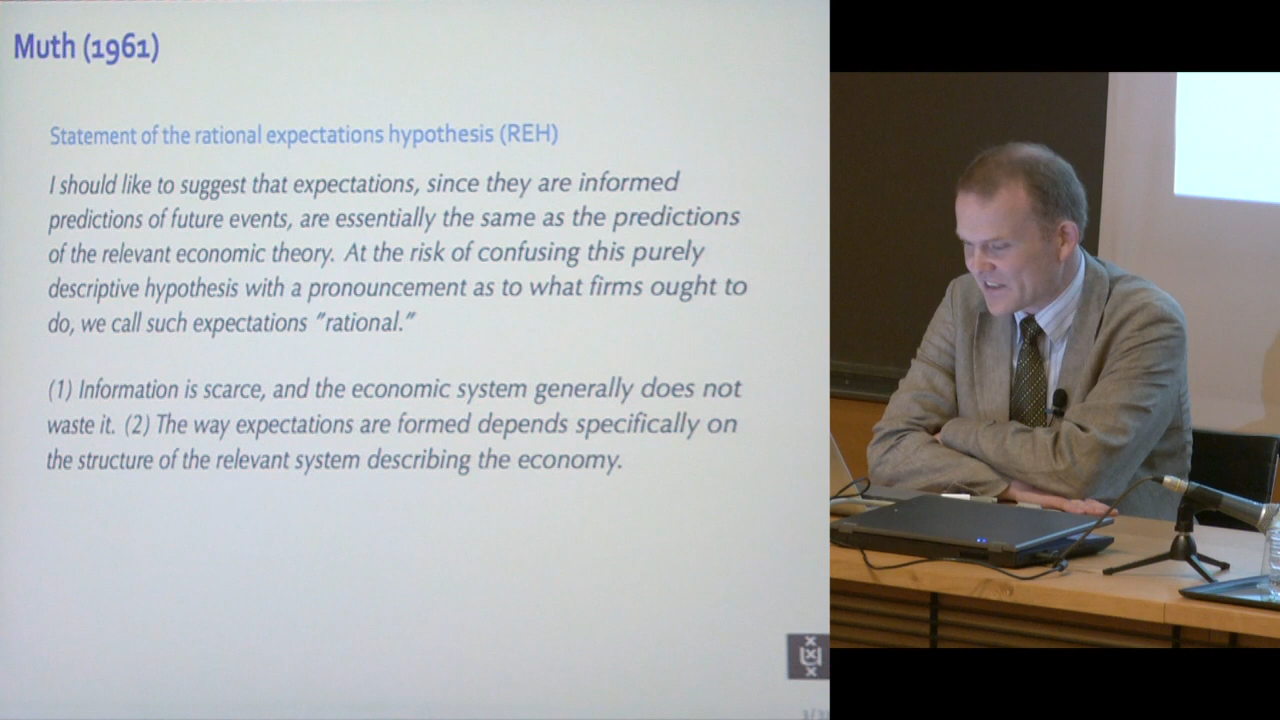 Muth (1961)
Statement of the rational expectations hypothesis (REH)
I should like to suggest that expectations, since they are informed
predictions of future events, are essentially the same as the predictions
of the relevant economic theory. At the risk of confusing this purely
descriptive hypothesis with a pronouncement as to what firms ought to
do, we call such expectations "rational."
(1) Information is scarce, and the economic system generally does not
waste it. (2) The way expectations are formed depends specifically on
the structure of the relevant system describing the economy.